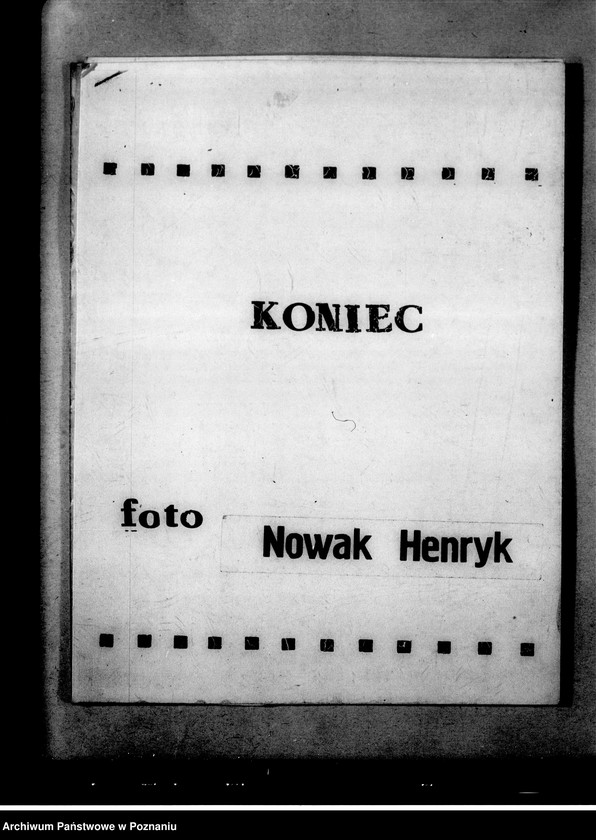 KONIEC
foto Nowak Henryk
Archiwum Państwowe w Poznaniu